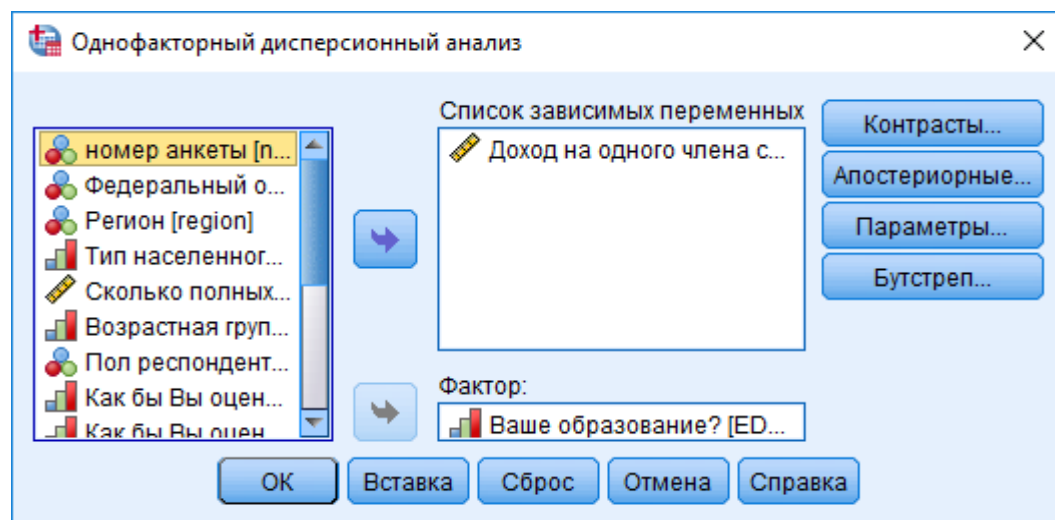 Однофакторный дисперсионный анализ
Список зависимых переменных
номер анкеты [n...
Федеральный о...
Регион [region]
Тип населенног...
Сколько полных...
Возрастная груп...
Пол респондент...
Как бы Вы оцен...
Как бы Вы оцен
Доход на одного члена с...
Фактор:
Ваше образование? [ED...
Контрасты...
Апостериорные...
Параметры...
Бутстреп...
ОК
Вставка
Сброс
Отмена
Справка